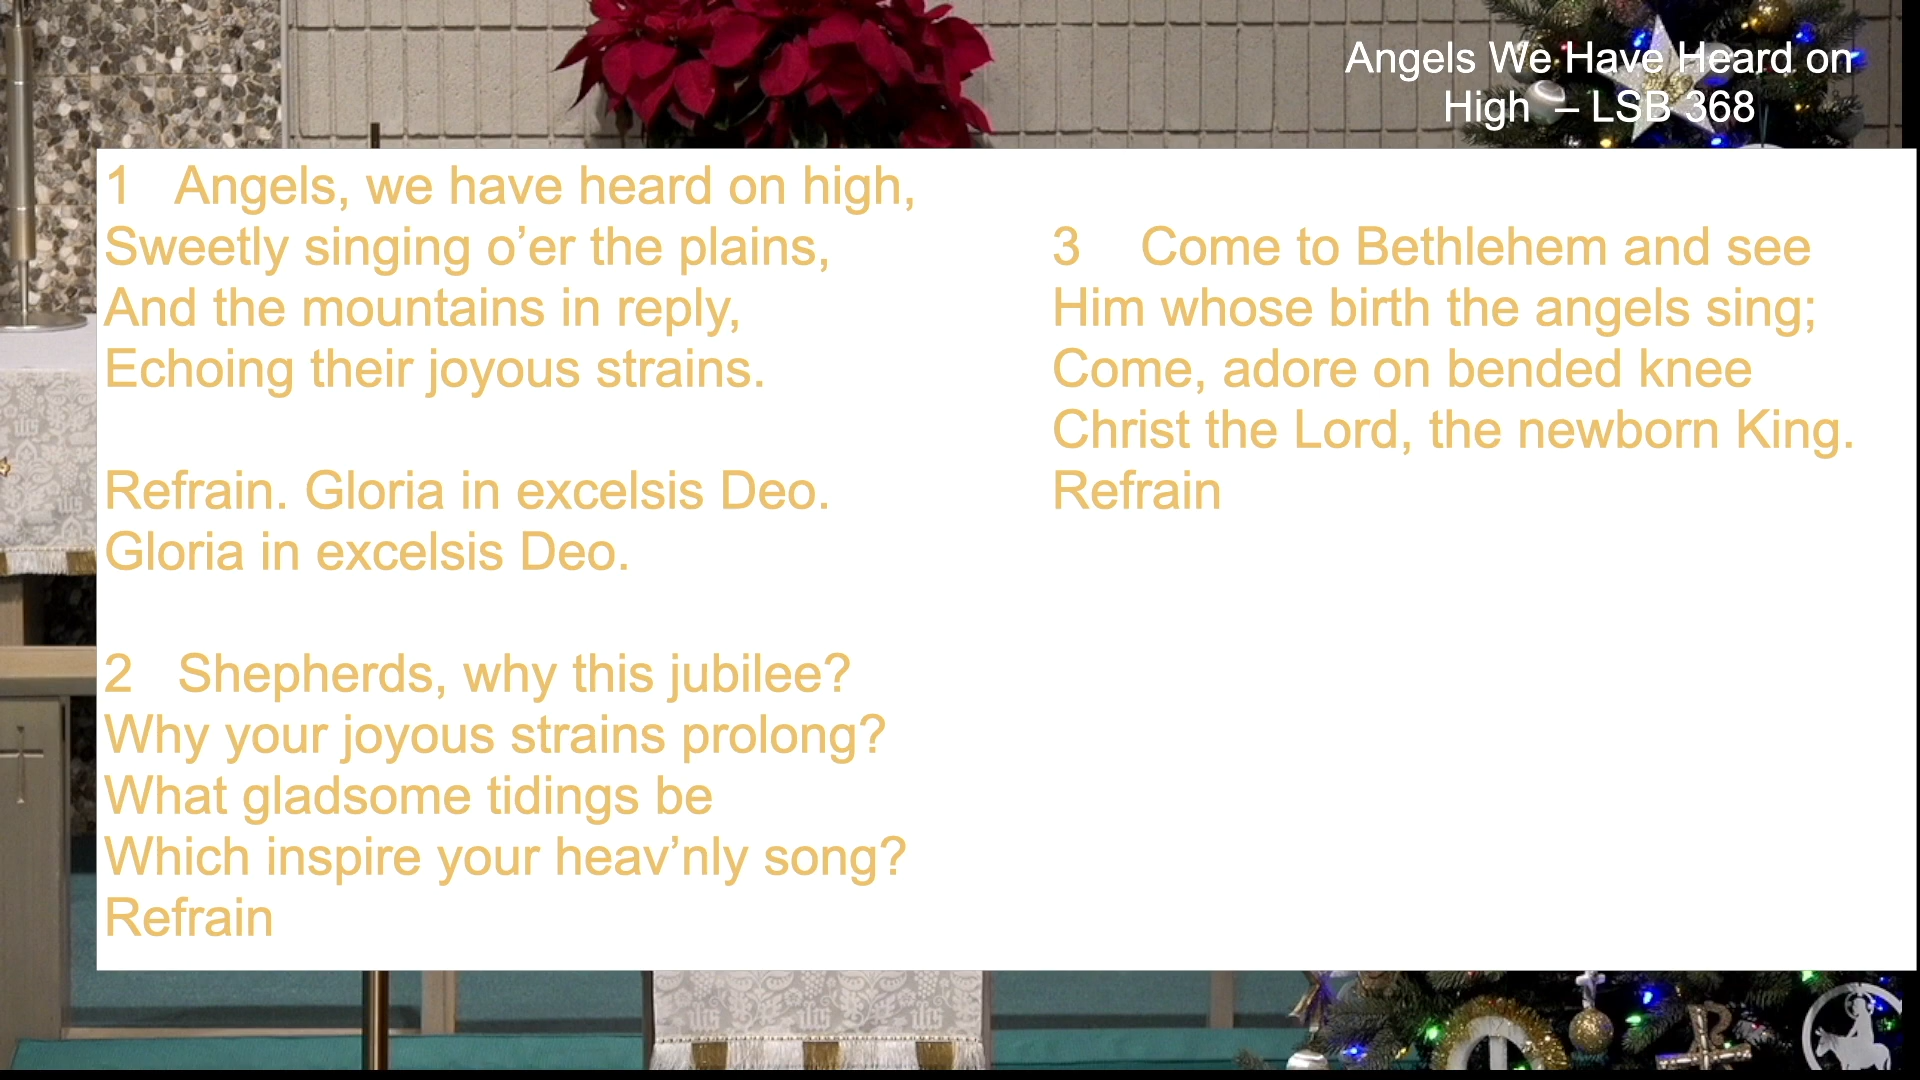 Angels We Have Heard on
High – LSB 368
1 Angels, we have heard on high,
Sweetly singing o’er the plains,
And the mountains in reply,
Echoing their joyous strains.
Refrain. Gloria in excelsis Deo.
Gloria in excelsis Deo.
2 Shepherds, why this jubilee?
Why your joyous strains prolong?
What gladsome tidings be
Which inspire your heav’nly song?
Refrain
3 Come to Bethlehem and see
Him whose birth the angels sing;
Come, adore on bended knee
Christ the Lord, the newborn King.
Refrain